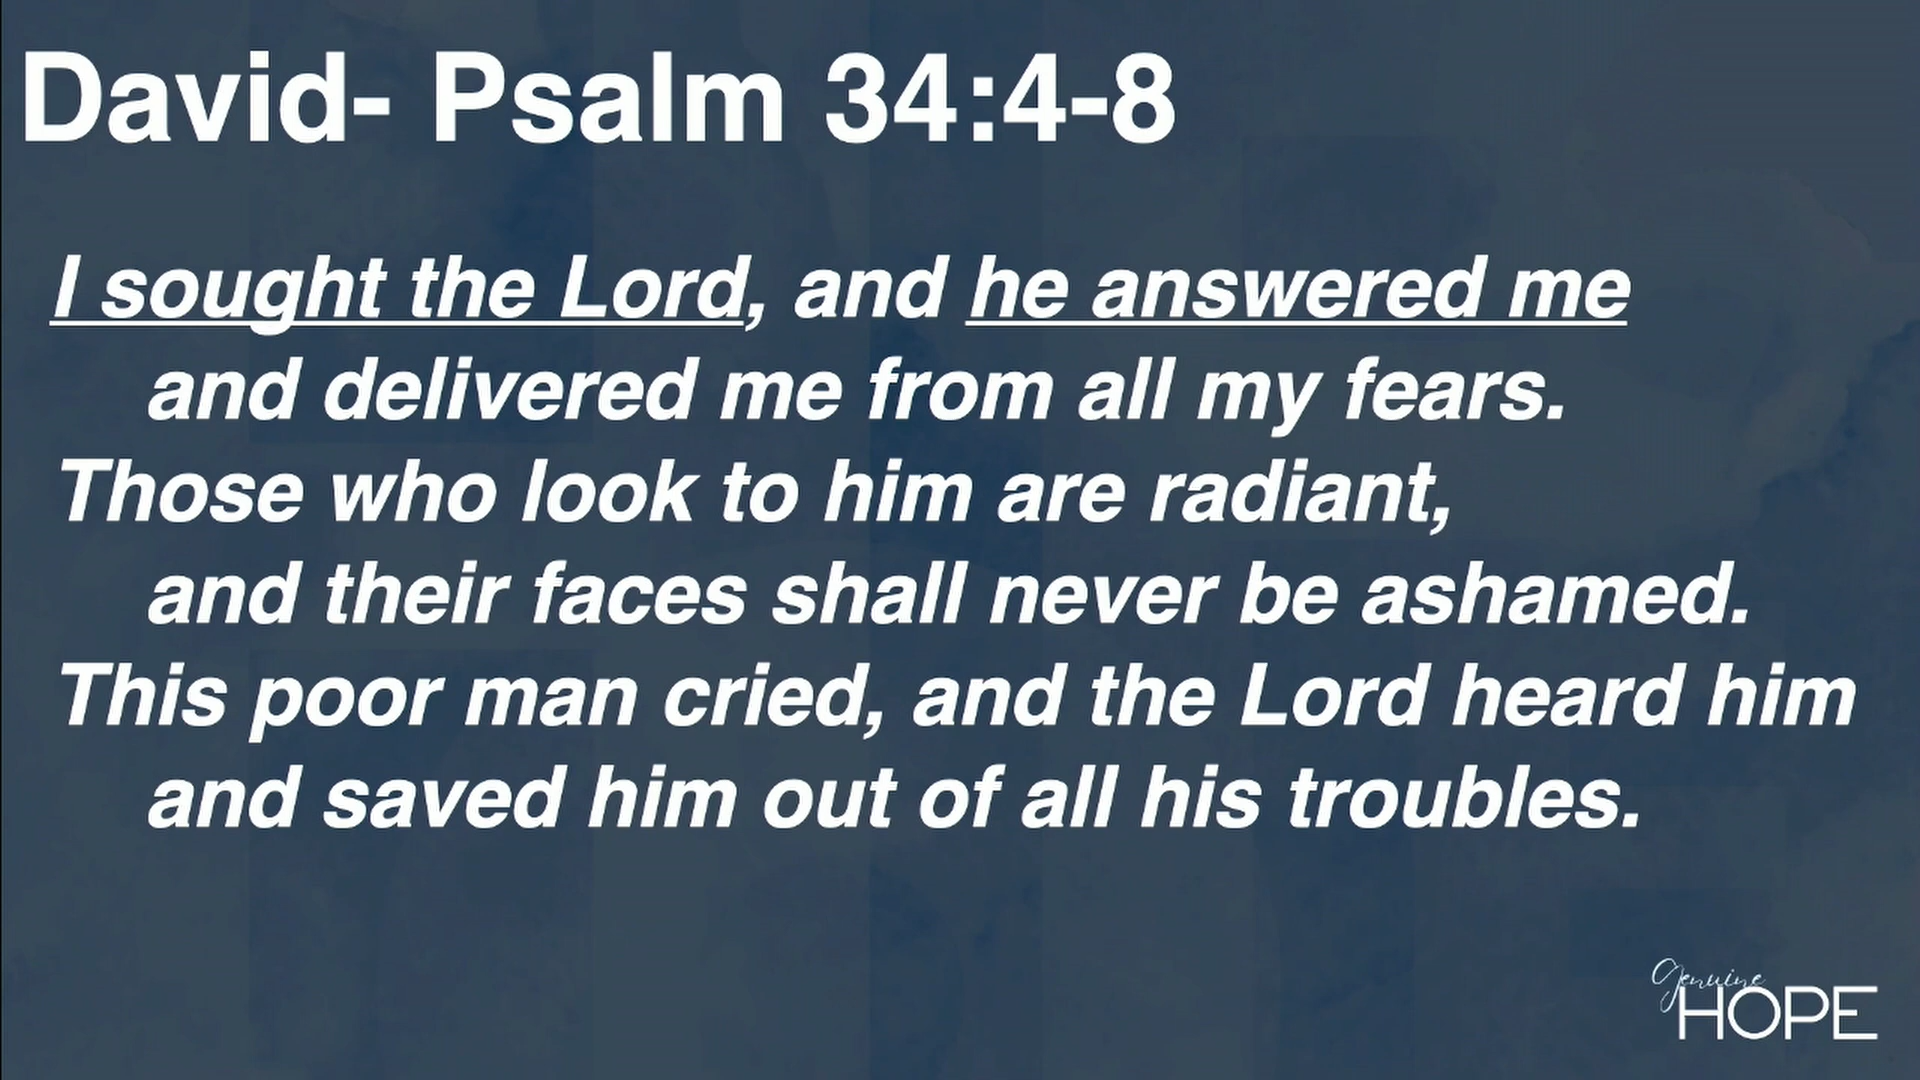 David- Psalm 34:4-8
I sought the Lord, and he answered me
and delivered me from all my fears.
Those who look to him are radiant,
and their faces shall never be ashamed.
This poor man cried, and the Lord heard him
and saved him out of all his troubles.
Genuine
HOPE